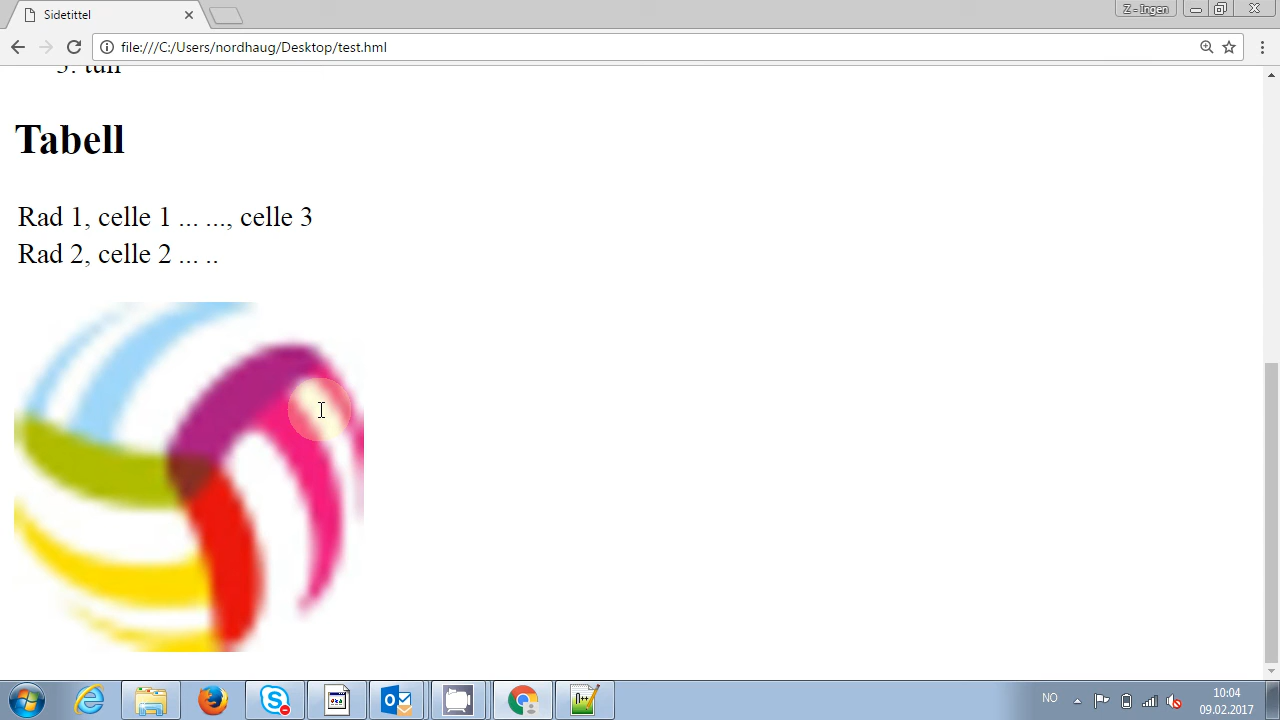 Sidetittel
Z - Ingen
file:///C:/Users/nordhaug/Desktop/test.hml
Tabell
Rad 1, celle 1 ... ..., celle 3
Rad 2, celle 2 ... ..
NO
10:04
09.02.2017